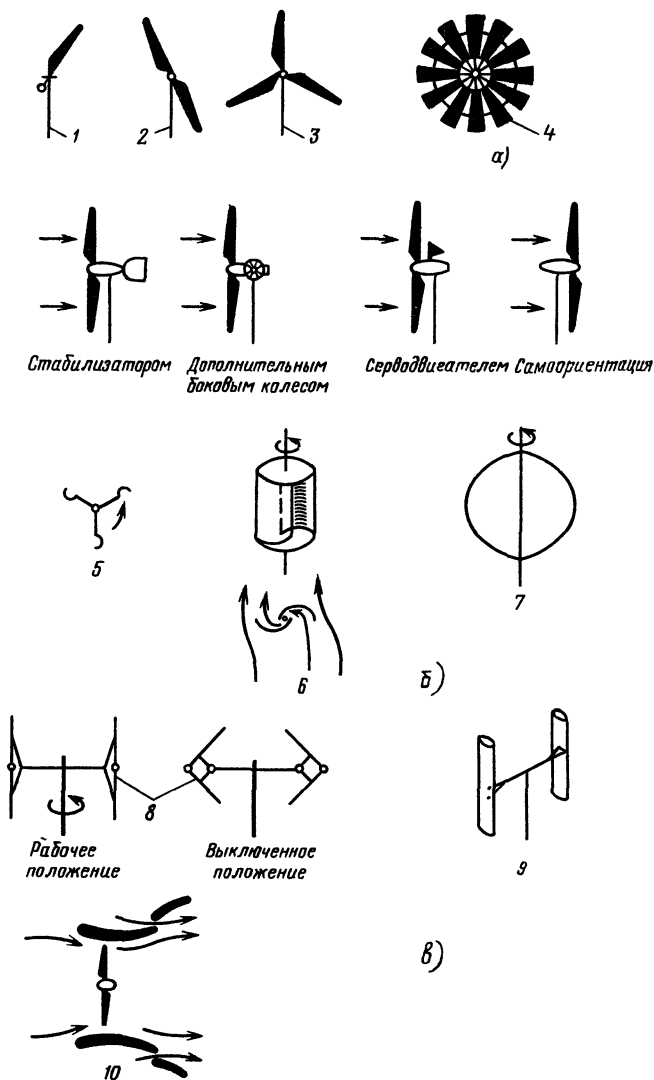 1
2
3
4
а)
Стабилизатором
Дополнительным
боковым колесом
Серводвигателем
Самоориентация
5
6
7
б)
8
Рабочее
положение
Выключенное
положение
9
10
в)